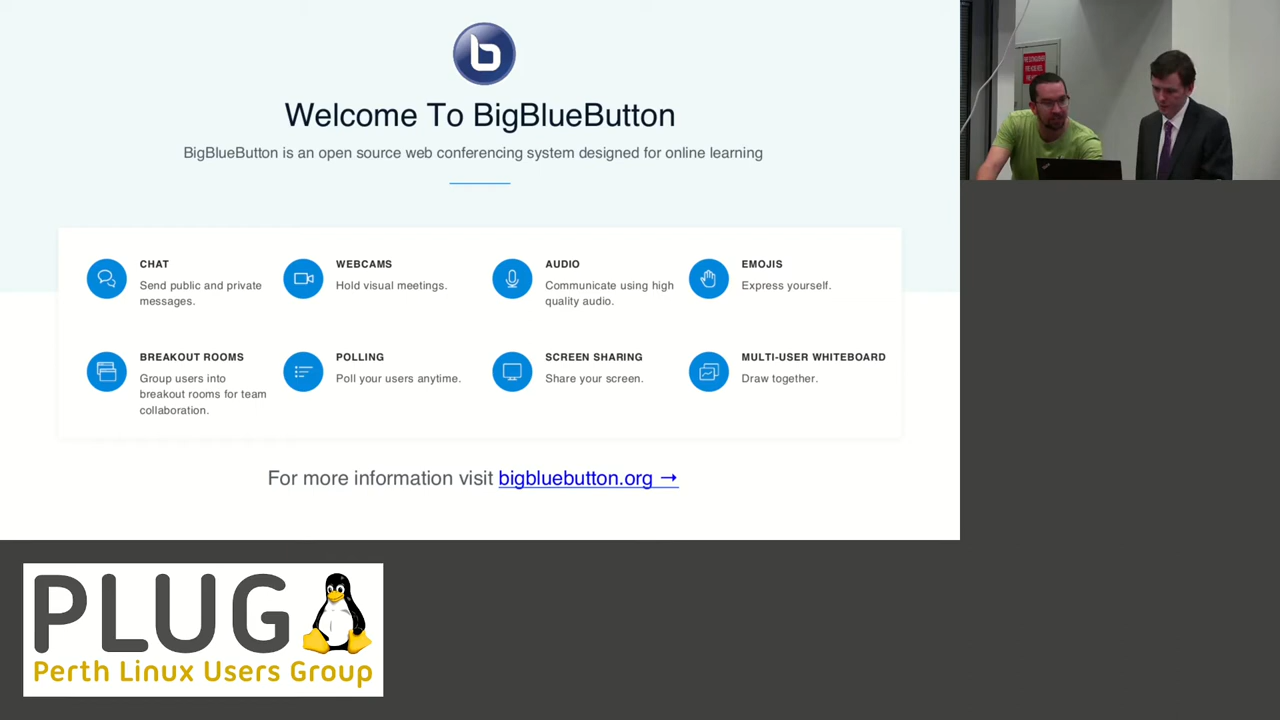 Welcome To BigBlueButton
BigBlueButton is an open source web conferencing system designed for online learning
CHAT
Send public and private
messages.
WEBCAMS
Hold visual meetings.
AUDIO
Communicate using high
quality audio.
EMOJIS
Express yourself.
BREAKOUT ROOMS
Group users into
breakout rooms for team
collaboration.
POLLING
Poll your users anytime.
SCREEN SHARING
Share your screen.
MULTI-USER WHITEBOARD
Draw together.
For more information visit bigbluebutton.org →
PLUG
Perth Linux Users Group